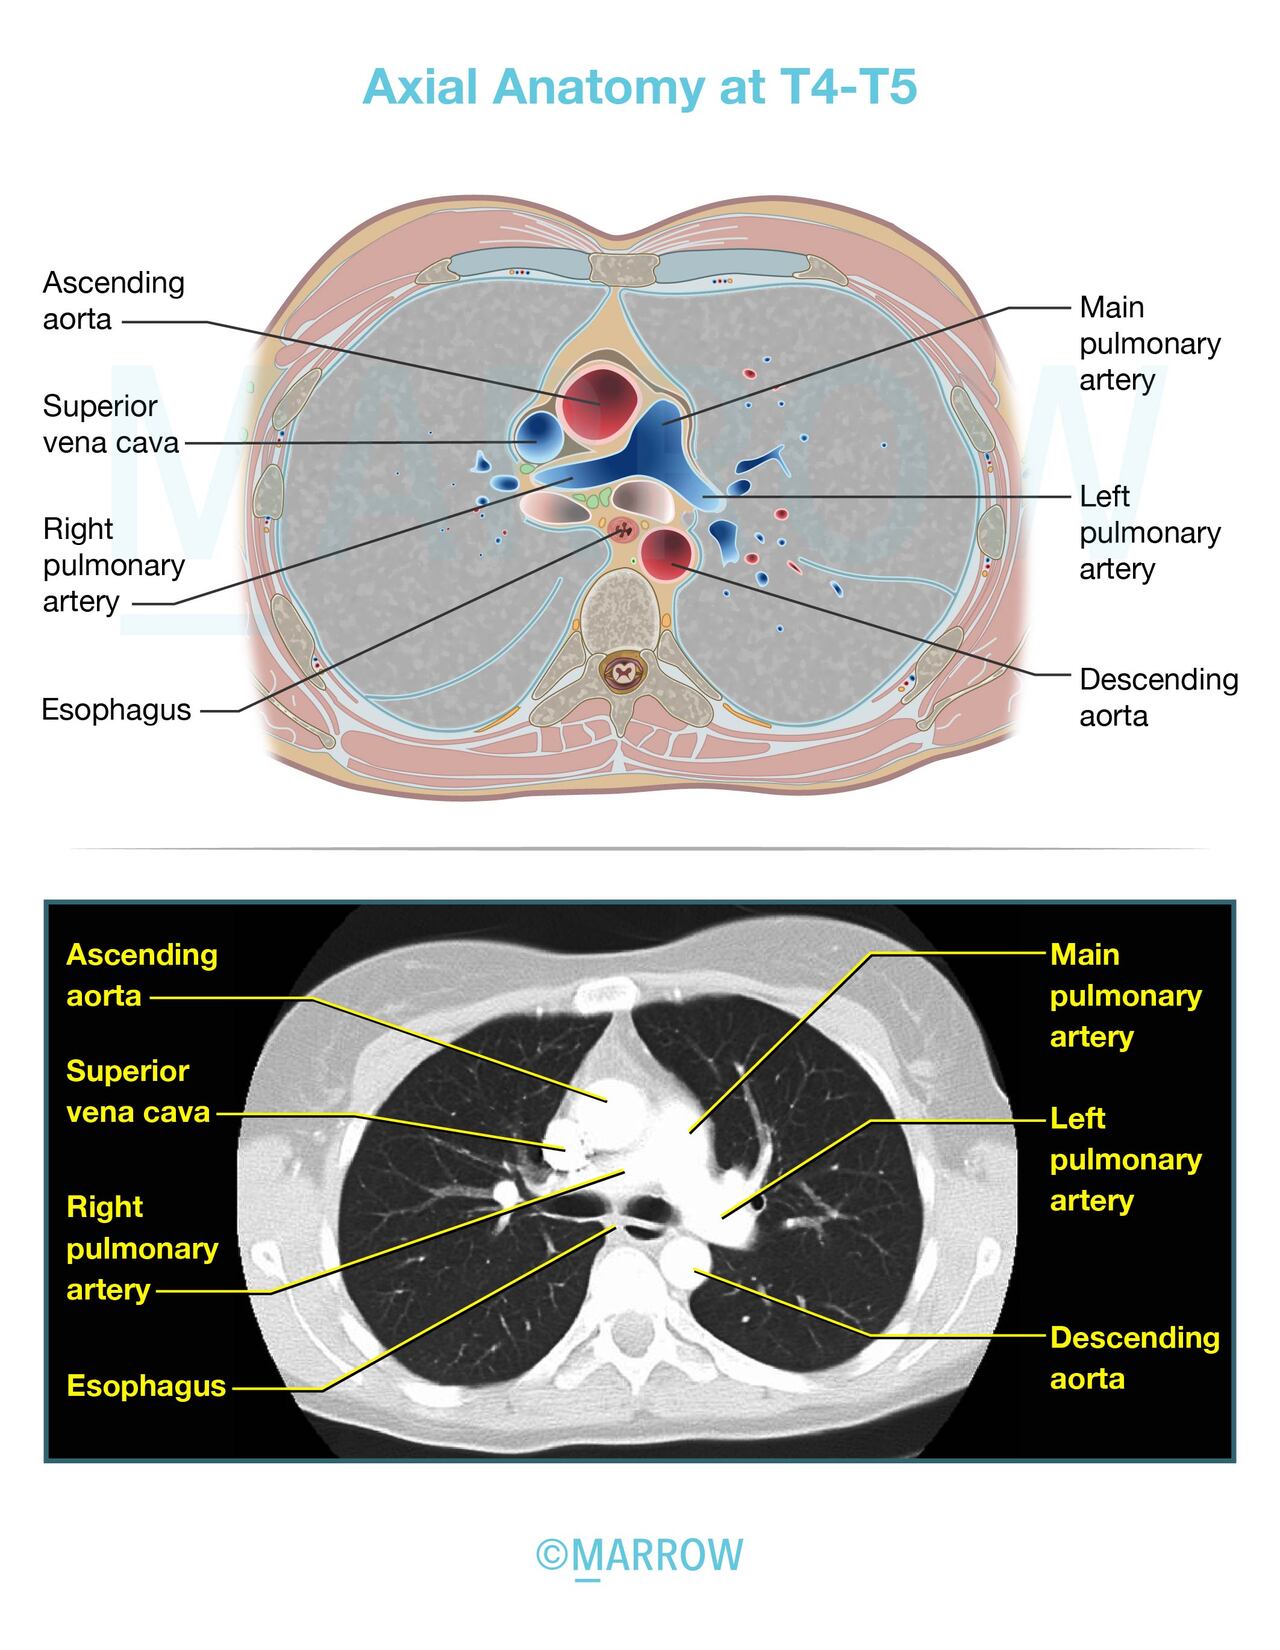 Axial Anatomy at T4-T5
Ascending
aorta
Superior
vena cava
Right
pulmonary
artery
Esophagus
Main
pulmonary
artery
Left
pulmonary
artery
Descending
aorta
MARROW
Ascending
aorta
Superior
vena cava
Right
pulmonary
artery
Esophagus
Main
pulmonary
artery
Left
pulmonary
artery
Descending
aorta
©MARROW